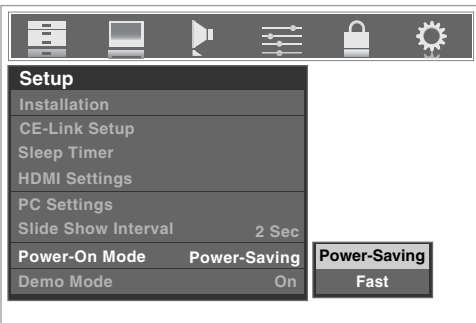 Setup
Installation
CE-Link Setup
Sleep Timer
HDMI Settings
PC Settings
Slide Show Interval 2 Sec
Power-On Mode Power-Saving Power-Saving
Demo Mode On Fast